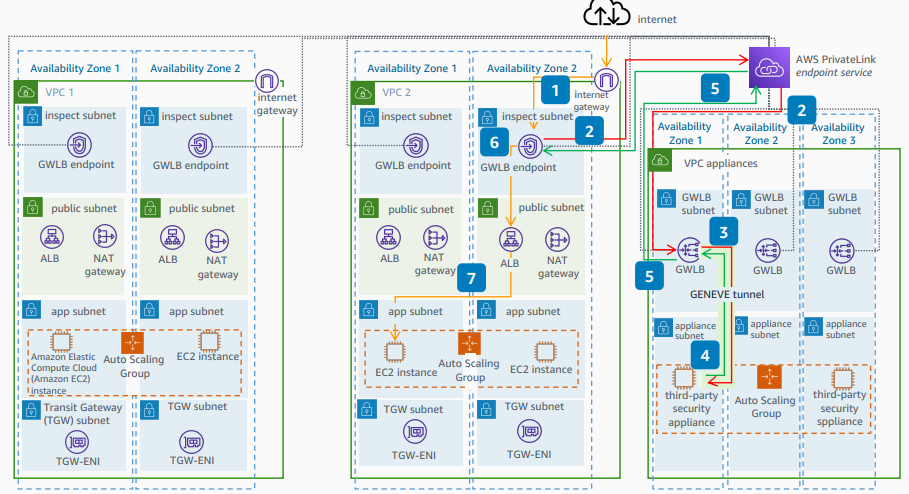 internet
Availability Zone 1
Availability Zone 2
VPC 1
internet
gateway
inspect subnet
inspect subnet
GWLB endpoint
GWLB endpoint
public subnet
public subnet
ALB
NAT
gateway
ALB
NAT
gateway
app subnet
app subnet
Amazon Elastic
Compute Cloud
(Amazon EC2)
instance
Auto Scaling
Group
EC2 instance
Transit Gateway
(TGW) subnet
TGW subnet
TGW-ENI
TGW-ENI
Availability Zone 1
Availability Zone 2
VPC 2
1
internet
gateway
inspect subnet
inspect subnet
2
6
GWLB endpoint
GWLB endpoint
public subnet
public subnet
ALB
NAT
gateway
ALB
NAT
gateway
7
app subnet
app subnet
EC2 instance
Auto Scaling
Group
EC2 instance
TGW subnet
TGW subnet
TGW-ENI
TGW-ENI
AWS PrivateLink
endpoint service
5
2
Availability
Zone 1
Availability
Zone 2
Availability
Zone 3
VPC appliances
GWLB
subnet
GWLB
subnet
GWLB
subnet
3
5
GWLB
GWLB
GWLB
GENEVE tunnel
appliance
subnet
appliance
subnet
appliance
subnet
4
third-party
security
appliance
Auto Scaling
Group
third-party
security
sppliance